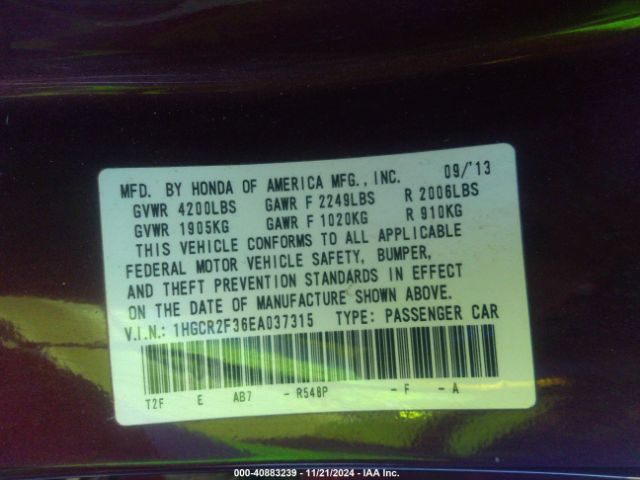 MFD. BY HONDA OF AMERICA MFG., INC. 09/'13
GVWR 4200LBS GAWR F 2249LBS R 2006LBS
GVWR 1905KG GAWR F 1020KG R 910KG
THIS VEHICLE CONFORMS TO ALL APPLICABLE
FEDERAL MOTOR VEHICLE SAFETY, BUMPER,
AND THEFT PREVENTION STANDARDS IN EFFECT
ON THE DATE OF MANUFACTURE SHOWN ABOVE.
V.I.N.: 1HGCR2F36EA037315 TYPE: PASSENGER CAR
T2F E AB7 - R548P - F - A
000-40883239 - 11/21/2024 - IAA Inc.